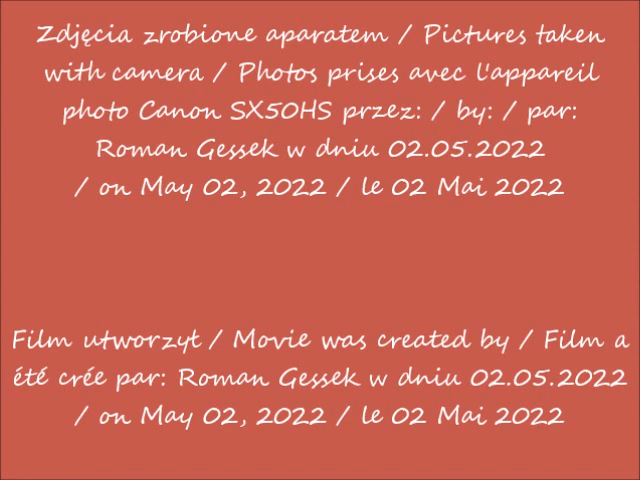 Zdjęcia zrobione aparatem / Pictures taken
with camera / Photos prises avec l'appareil
photo Canon SX50HS przez: / by: / par:
Roman Gessek w dniu 02.05.2022
/ on May 02, 2022 / le 02 Mai 2022
Film utworzył / Movie was created by / Film a
été crée par: Roman Gessek w dniu 02.05.2022
/ on May 02, 2022 / le 02 Mai 2022